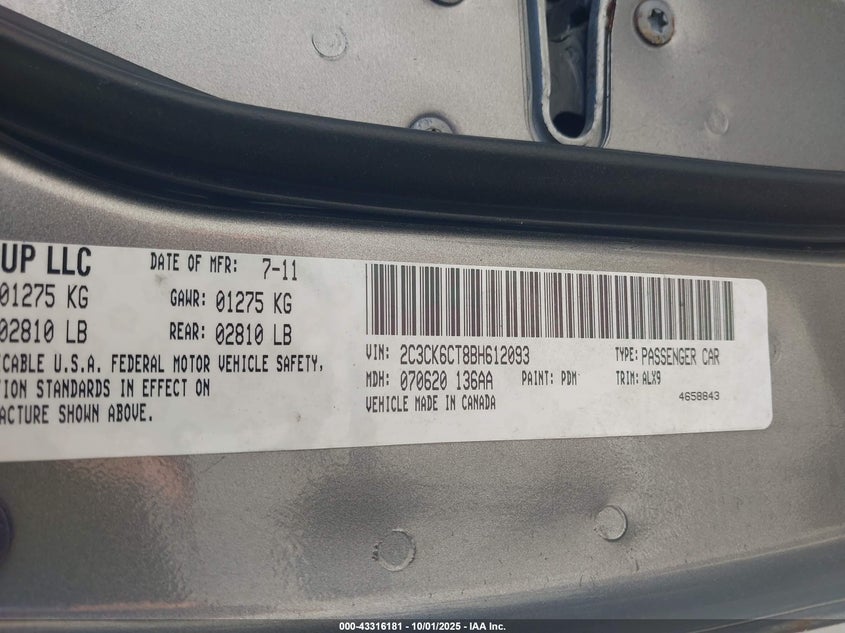 UP LLC DATE OF MFR: 7-11
01275 KG GAWR: 01275 KG
02810 LB REAR: 02810 LB
CABLE U.S.A. FEDERAL MOTOR VEHICLE SAFETY,
TION STANDARDS IN EFFECT ON
ACTURE SHOWN ABOVE.
VIN: 2C3CK6CT8BH612093 TYPE: PASSENGER CAR
MDH: 070620 136AA PAINT: PDM TRIM: ALX9
VEHICLE MADE IN CANADA 4658843
000-43316181 - 10/01/2025 - IAA Inc.